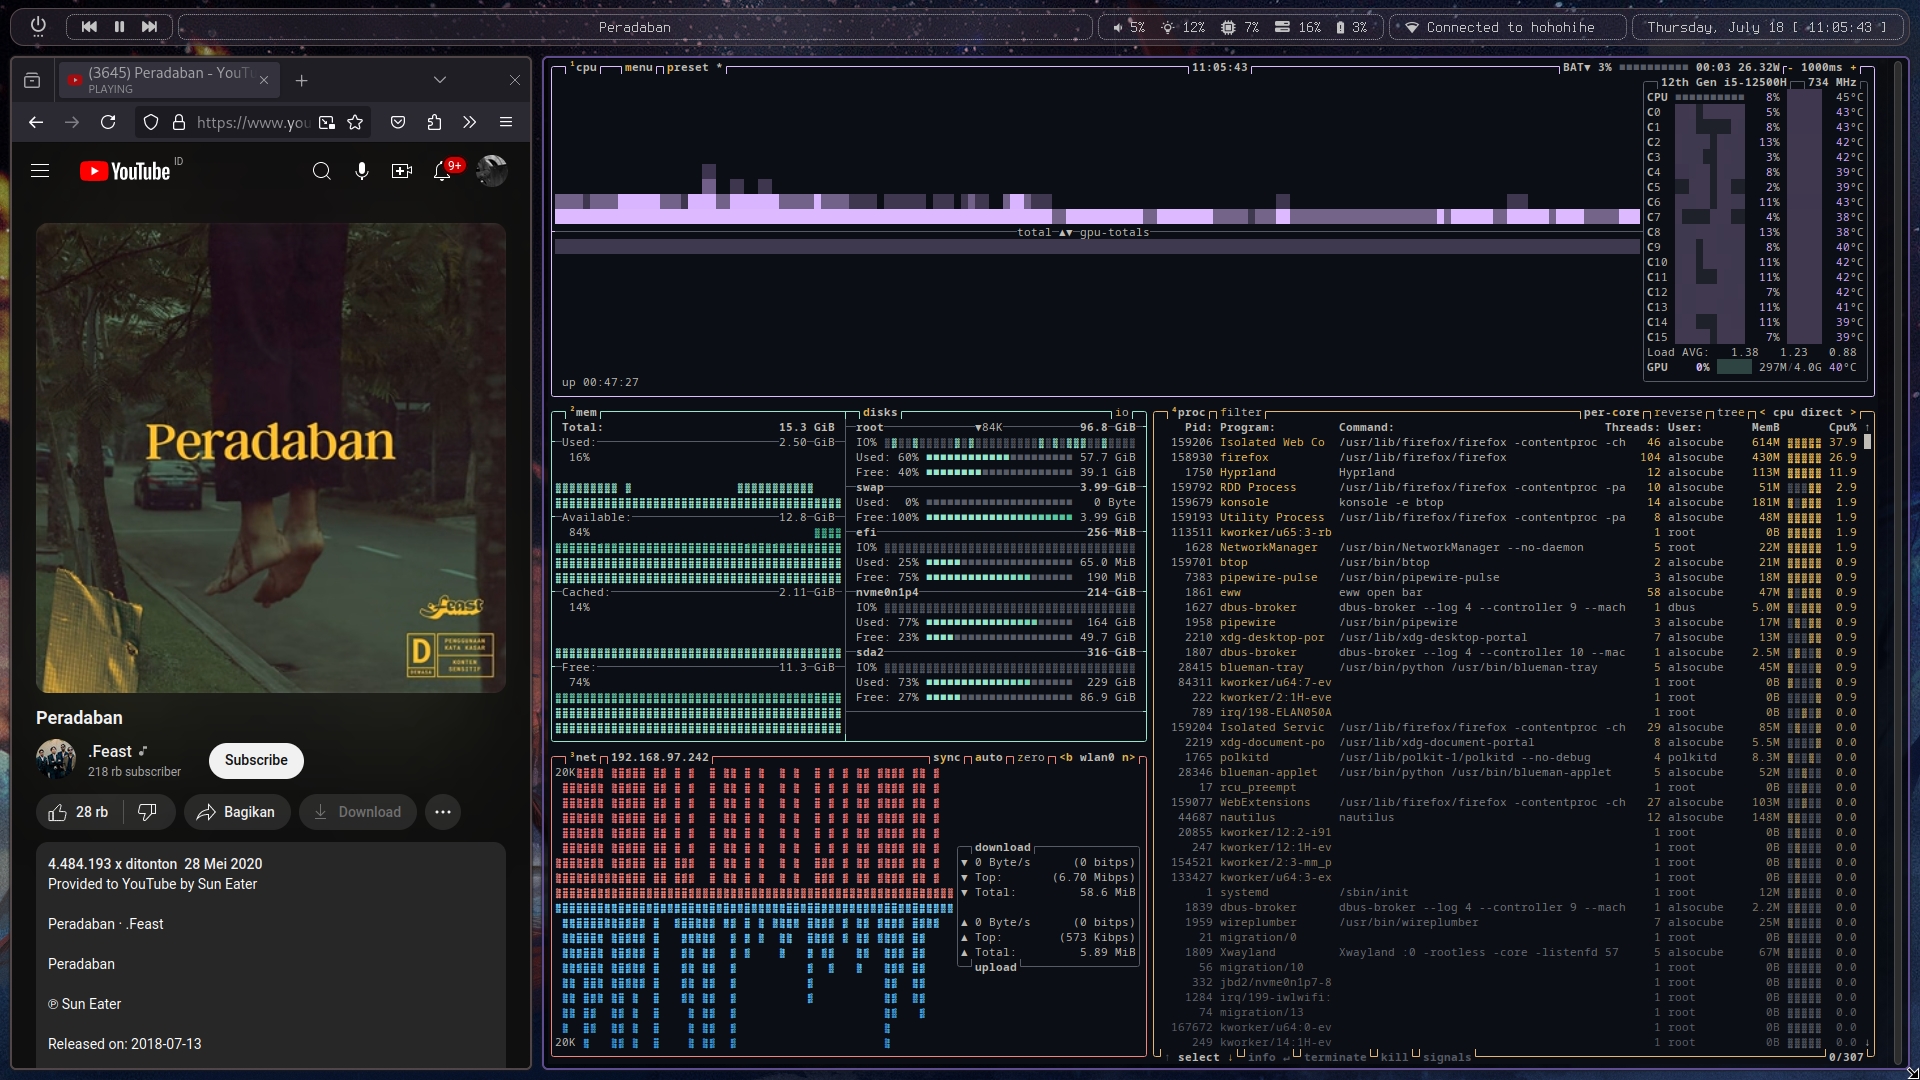 Peradaban
5%
12%
7%
16%
3%
Connected to hohohihe
Thursday, July 18 [ 11:05:43 ]
(3645) Peradaban - YouT
PLAYING
https://www.you
YouTube ID
9+
Peradaban
.Feast
D
DEWASA
PENGGUNAAN
KATA KASAR
KONTEN
SENSITIF
Peradaban
.Feast
218 rb subscriber
Subscribe
28 rb
Bagikan
Download
4.484.193 x ditonton 28 Mei 2020
Provided to YouTube by Sun Eater
Peradaban · .Feast
Peradaban
℗ Sun Eater
Released on: 2018-07-13
¹cpu menu preset * 11:05:43 BAT▼ 3% 00:03 26.32W - 1000ms +
12th Gen i5-12500H 734 MHz
CPU 8% 45°C
C0 5% 43°C
C1 8% 43°C
C2 13% 42°C
C3 3% 42°C
C4 8% 39°C
C5 2% 39°C
C6 11% 43°C
C7 4% 38°C
C8 13% 38°C
C9 8% 40°C
C10 11% 42°C
C11 11% 42°C
C12 7% 42°C
C13 11% 41°C
C14 11% 39°C
C15 7% 39°C
Load AVG: 1.38 1.23 0.88
GPU 0% 297M/4.0G 40°C
total ▲▼ gpu-totals
up 00:47:27
²mem
Total: 15.3 GiB
Used: 2.50 GiB
16%
Available: 12.8 GiB
84%
Cached: 2.11 GiB
14%
Free: 11.3 GiB
74%
disks io
root ▼84K 96.8 GiB
IO%
Used: 60% 57.7 GiB
Free: 40% 39.1 GiB
swap 3.99 GiB
Used: 0% 0 Byte
Free:100% 3.99 GiB
efi 256 MiB
IO%
Used: 25% 65.0 MiB
Free: 75% 190 MiB
nvme0n1p4 214 GiB
IO%
Used: 77% 164 GiB
Free: 23% 49.7 GiB
sda2 316 GiB
IO%
Used: 73% 229 GiB
Free: 27% 86.9 GiB
³net 192.168.97.242 sync auto zero <b wlan0 n>
20K
20K
download
▼ 0 Byte/s (0 bitps)
▼ Top: (6.70 Mibps)
▼ Total: 58.6 MiB
▲ 0 Byte/s (0 bitps)
▲ Top: (573 Kibps)
▲ Total: 5.89 MiB
upload
⁴proc filter per-core reverse tree < cpu direct >
Pid: Program: Command: Threads: User: MemB Cpu% ↑
159206 Isolated Web Co /usr/lib/firefox/firefox -contentproc -ch 46 alsocube 614M 37.9
158930 firefox /usr/lib/firefox/firefox 104 alsocube 430M 26.9
1750 Hyprland Hyprland 12 alsocube 113M 11.9
159792 RDD Process /usr/lib/firefox/firefox -contentproc -pa 10 alsocube 51M 2.9
159679 konsole konsole -e btop 14 alsocube 181M 1.9
159193 Utility Process /usr/lib/firefox/firefox -contentproc -pa 8 alsocube 48M 1.9
113511 kworker/u65:3-rb 1 root 0B 1.9
1628 NetworkManager /usr/bin/NetworkManager --no-daemon 5 root 22M 1.9
159701 btop /usr/bin/btop 2 alsocube 21M 0.9
7383 pipewire-pulse /usr/bin/pipewire-pulse 3 alsocube 18M 0.9
1861 eww eww open bar 58 alsocube 47M 0.9
1627 dbus-broker dbus-broker --log 4 --controller 9 --mach 1 dbus 5.0M 0.9
1958 pipewire /usr/bin/pipewire 3 alsocube 17M 0.9
2210 xdg-desktop-por /usr/lib/xdg-desktop-portal 7 alsocube 13M 0.9
1807 dbus-broker dbus-broker --log 4 --controller 10 --mac 1 alsocube 2.5M 0.9
28415 blueman-tray /usr/bin/python /usr/bin/blueman-tray 5 alsocube 45M 0.9
84311 kworker/u64:7-ev 1 root 0B 0.9
222 kworker/2:1H-eve 1 root 0B 0.9
789 irq/198-ELAN050A 1 root 0B 0.0
159204 Isolated Servic /usr/lib/firefox/firefox -contentproc -ch 29 alsocube 85M 0.0
2219 xdg-document-po /usr/lib/xdg-document-portal 8 alsocube 5.5M 0.0
1765 polkitd /usr/lib/polkit-1/polkitd --no-debug 4 polkitd 8.3M 0.0
28346 blueman-applet /usr/bin/python /usr/bin/blueman-applet 5 alsocube 52M 0.0
17 rcu_preempt 1 root 0B 0.0
159077 WebExtensions /usr/lib/firefox/firefox -contentproc -ch 27 alsocube 103M 0.0
44687 nautilus nautilus 12 alsocube 148M 0.0
20855 kworker/12:2-i91 1 root 0B 0.0
247 kworker/12:1H-ev 1 root 0B 0.0
154521 kworker/2:3-mm_p 1 root 0B 0.0
133427 kworker/u64:3-ex 1 root 0B 0.0
1 systemd /sbin/init 1 root 12M 0.0
1839 dbus-broker dbus-broker --log 4 --controller 9 --mach 1 alsocube 2.2M 0.0
1959 wireplumber /usr/bin/wireplumber 7 alsocube 25M 0.0
21 migration/0 1 root 0B 0.0
1809 Xwayland Xwayland :0 -rootless -core -listenfd 57 5 alsocube 67M 0.0
56 migration/10 1 root 0B 0.0
332 jbd2/nvme0n1p7-8 1 root 0B 0.0
1284 irq/199-iwlwifi: 1 root 0B 0.0
74 migration/13 1 root 0B 0.0
167672 kworker/u64:0-ev 1 root 0B 0.0
249 kworker/14:1H-ev 1 root 0B 0.0 ↓
↑ select ↓ info ↵ terminate kill signals 0/307